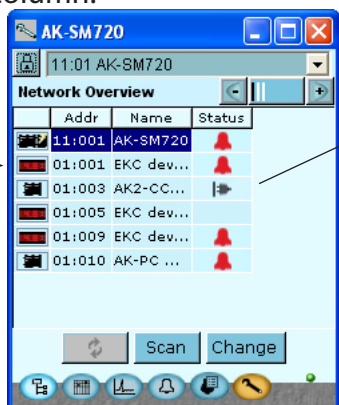 column.
AK-SM720
11:01 AK-SM720
Network Overview
Addr Name Status
11:001 AK-SM720
01:001 EKC dev...
01:003 AK2-CC...
01:005 EKC dev...
01:009 EKC dev...
01:010 AK-PC ...
Scan Change